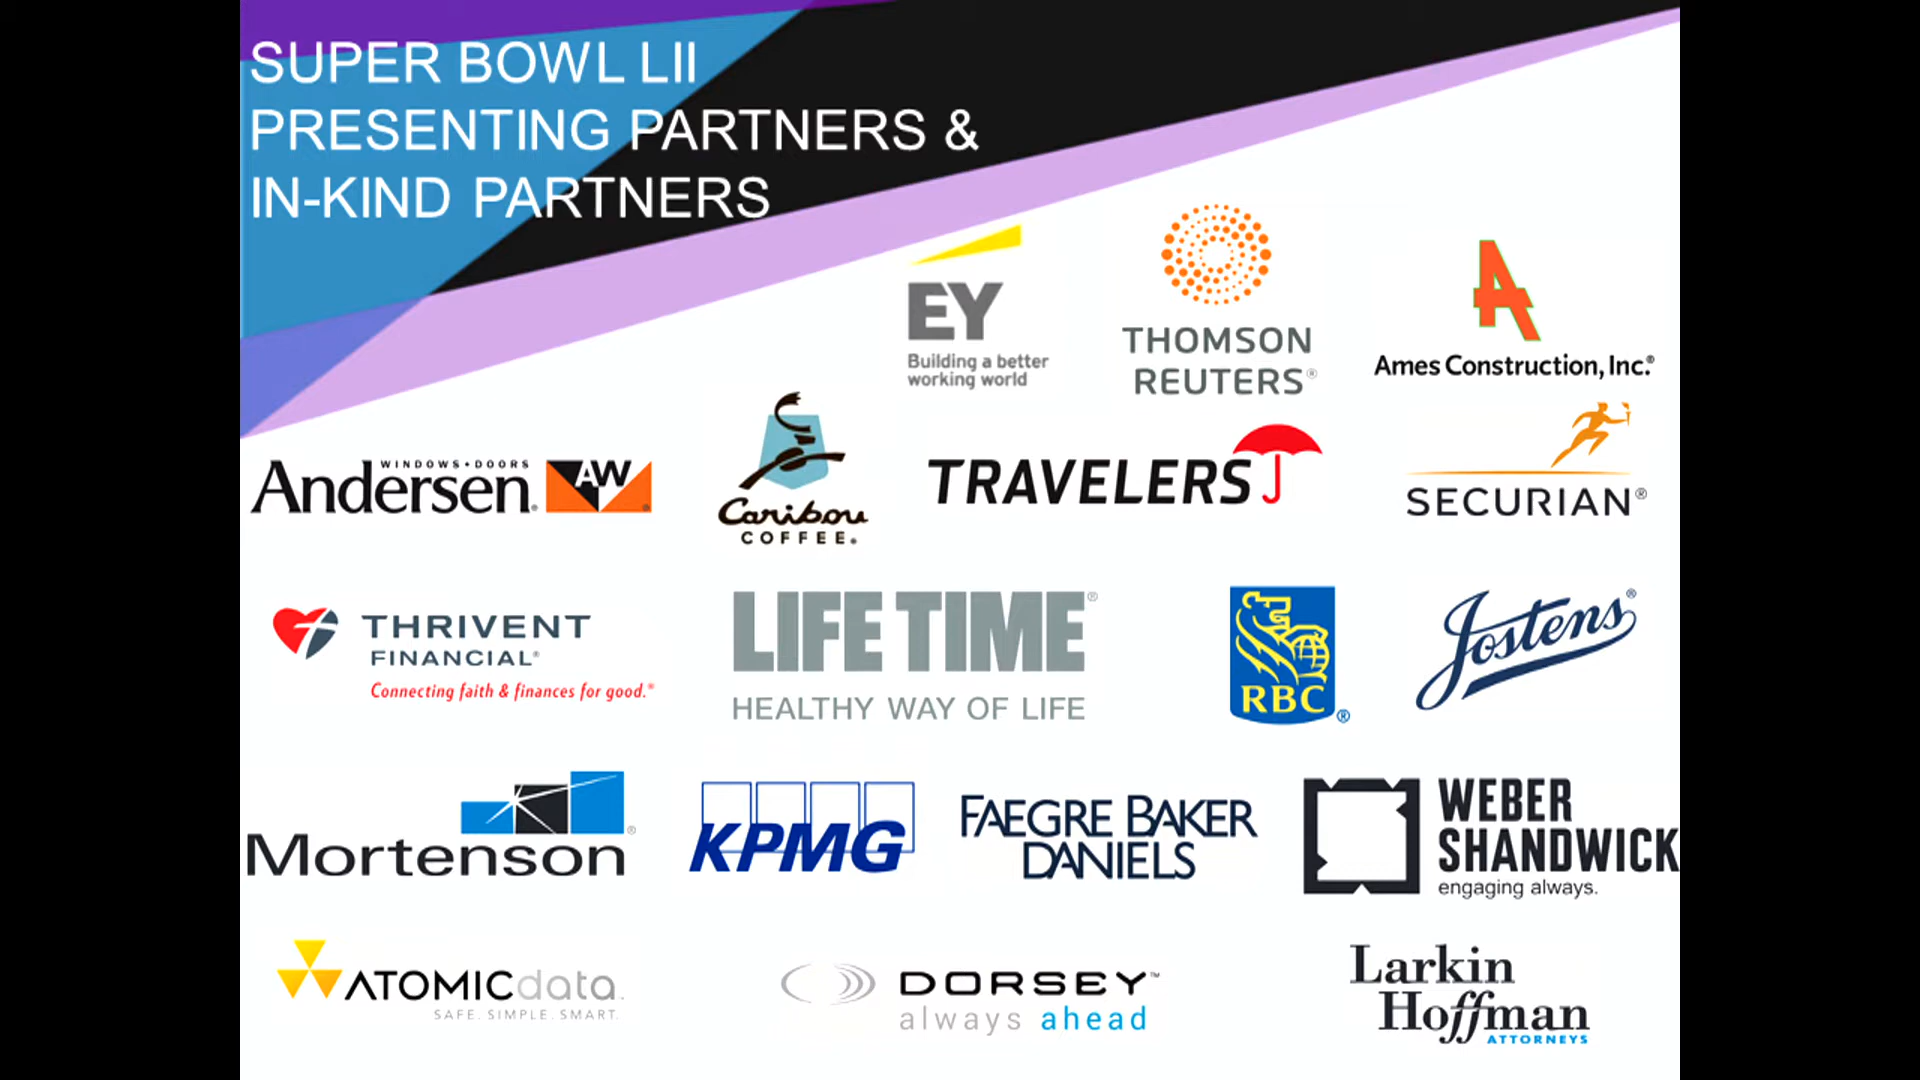 SUPER BOWL LII
PRESENTING PARTNERS &
IN-KIND PARTNERS
EY
Building a better
working world
THOMSON
REUTERS®
A
Ames Construction, Inc.®
WINDOWS • DOORS
Andersen® AW®
Caribou
COFFEE®
TRAVELERS
SECURIAN®
THRIVENT
FINANCIAL®
Connecting faith & finances for good.®
LIFE TIME®
HEALTHY WAY OF LIFE
RBC®
Jostens®
Mortenson®
KPMG
FAEGRE BAKER
DANIELS
WEBER
SHANDWICK
engaging always.
ATOMICdata.
SAFE. SIMPLE. SMART.
DORSEY™
always ahead
Larkin
Hoffman
ATTORNEYS